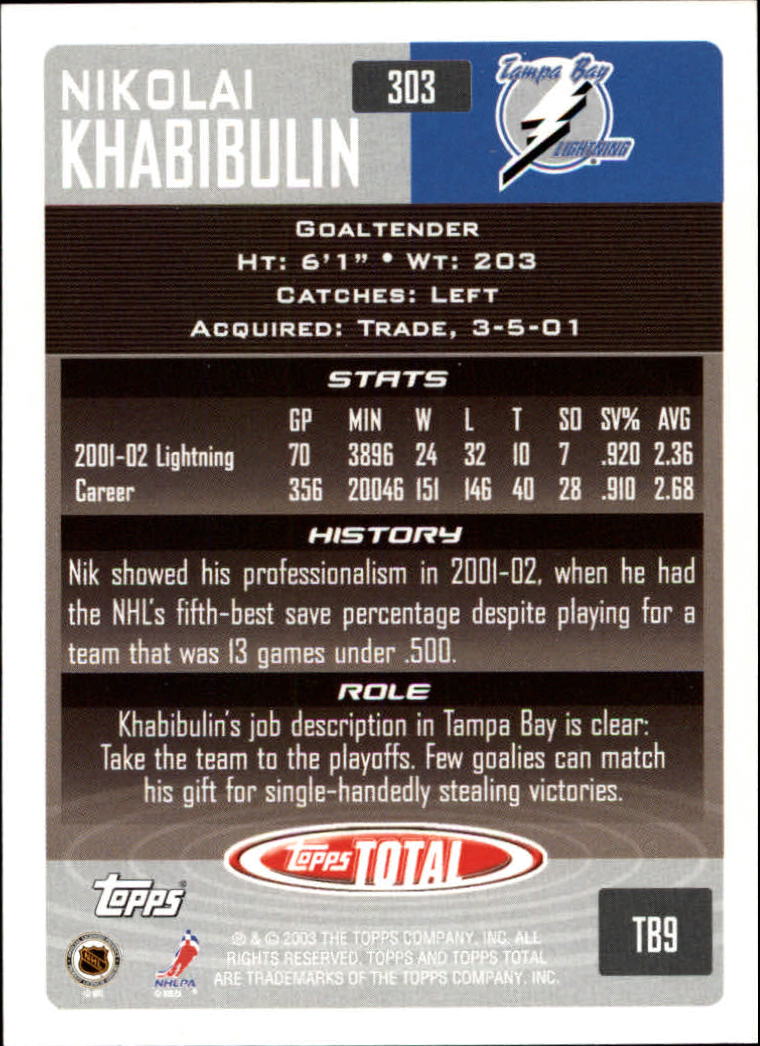 NIKOLAI
KHABIBULIN
303
Tampa Bay
LIGHTNING
GOALTENDER
HT: 6'1" • WT: 203
CATCHES: LEFT
ACQUIRED: TRADE, 3-5-01
STATS
GP MIN W L T SO SV% AVG
2001-02 Lightning 70 3896 24 32 10 7 .920 2.36
Career 356 20046 151 146 40 28 .910 2.68
HISTORY
Nik showed his professionalism in 2001-02, when he had
the NHL's fifth-best save percentage despite playing for a
team that was 13 games under .500.
ROLE
Khabibulin's job description in Tampa Bay is clear:
Take the team to the playoffs. Few goalies can match
his gift for single-handedly stealing victories.
Topps TOTAL
Topps
TB9
NHL
NHLPA
℗ & © 2003 THE TOPPS COMPANY, INC. ALL
RIGHTS RESERVED. TOPPS AND TOPPS TOTAL
ARE TRADEMARKS OF THE TOPPS COMPANY, INC.